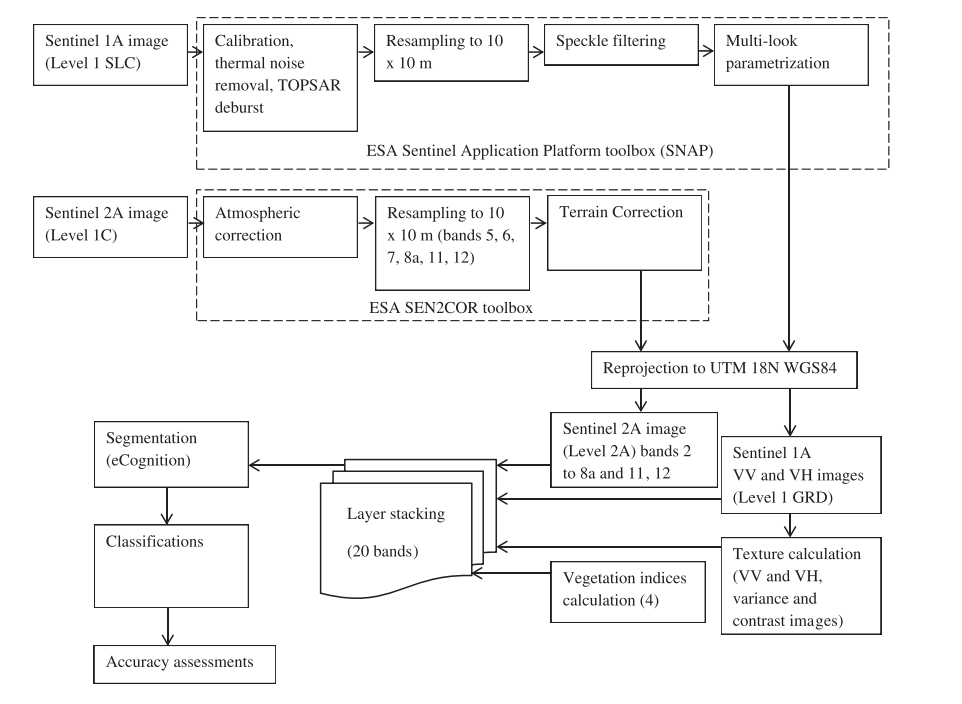 Sentinel 1A image
(Level 1 SLC)
Calibration,
thermal noise
removal, TOPSAR
deburst
Resampling to 10
x 10 m
Speckle filtering
Multi-look
parametrization
ESA Sentinel Application Platform toolbox (SNAP)
Sentinel 2A image
(Level 1C)
Atmospheric
correction
Resampling to 10
x 10 m (bands 5, 6,
7, 8a, 11, 12)
Terrain Correction
ESA SEN2COR toolbox
Reprojection to UTM 18N WGS84
Sentinel 2A image
(Level 2A) bands 2
to 8a and 11, 12
Sentinel 1A
VV and VH images
(Level 1 GRD)
Segmentation
(eCognition)
Layer stacking
(20 bands)
Classifications
Texture calculation
(VV and VH,
variance and
contrast images)
Vegetation indices
calculation (4)
Accuracy assessments